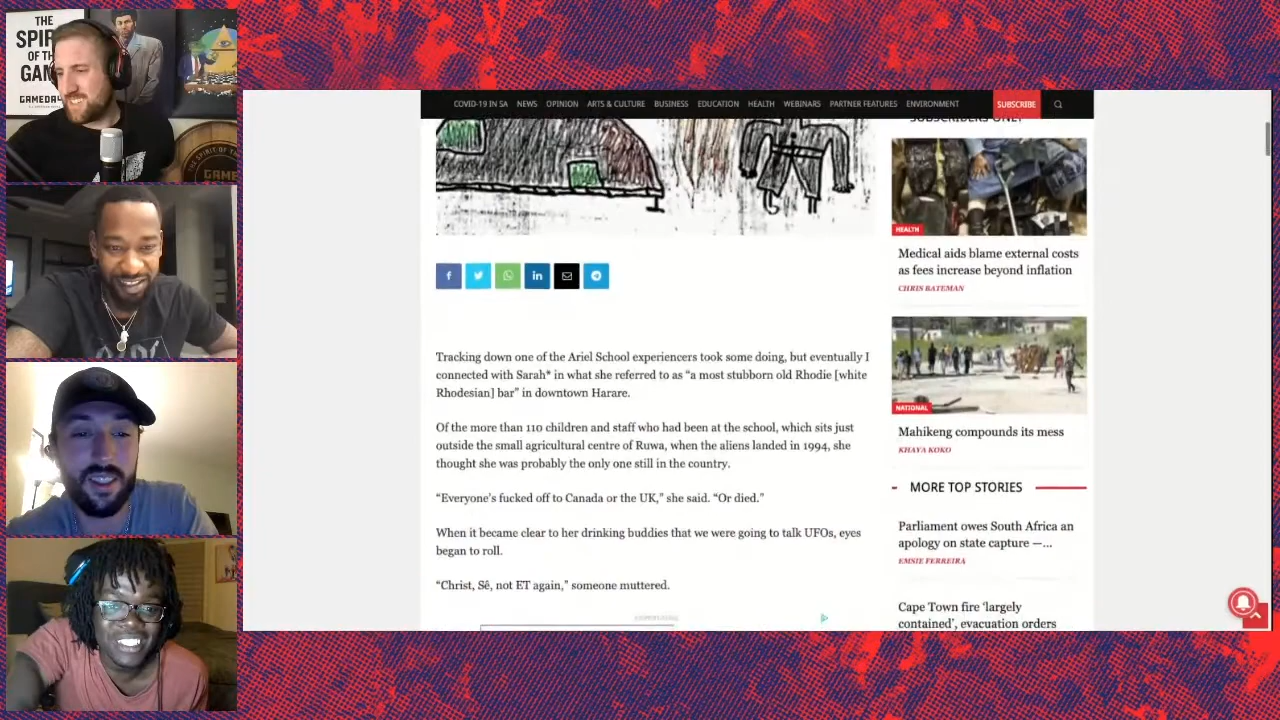 THE
SPIR
OF TH
GAM
GAMEDAY
THE SPIRIT OF THE
GAME
COVID-19 IN SA NEWS OPINION ARTS & CULTURE BUSINESS EDUCATION HEALTH WEBINARS PARTNER FEATURES ENVIRONMENT SUBSCRIBE
Tracking down one of the Ariel School experiencers took some doing, but eventually I
connected with Sarah* in what she referred to as “a most stubborn old Rhodie [white
Rhodesian] bar” in downtown Harare.
Of the more than 110 children and staff who had been at the school, which sits just
outside the small agricultural centre of Ruwa, when the aliens landed in 1994, she
thought she was probably the only one still in the country.
“Everyone’s fucked off to Canada or the UK,” she said. “Or died.”
When it became clear to her drinking buddies that we were going to talk UFOs, eyes
began to roll.
“Christ, Sê, not ET again,” someone muttered.
SUBSCRIBERS ONLY
HEALTH
Medical aids blame external costs
as fees increase beyond inflation
CHRIS BATEMAN
NATIONAL
Mahikeng compounds its mess
KHAYA KOKO
MORE TOP STORIES
Parliament owes South Africa an
apology on state capture —...
EMSIE FERREIRA
Cape Town fire ‘largely
contained’, evacuation orders